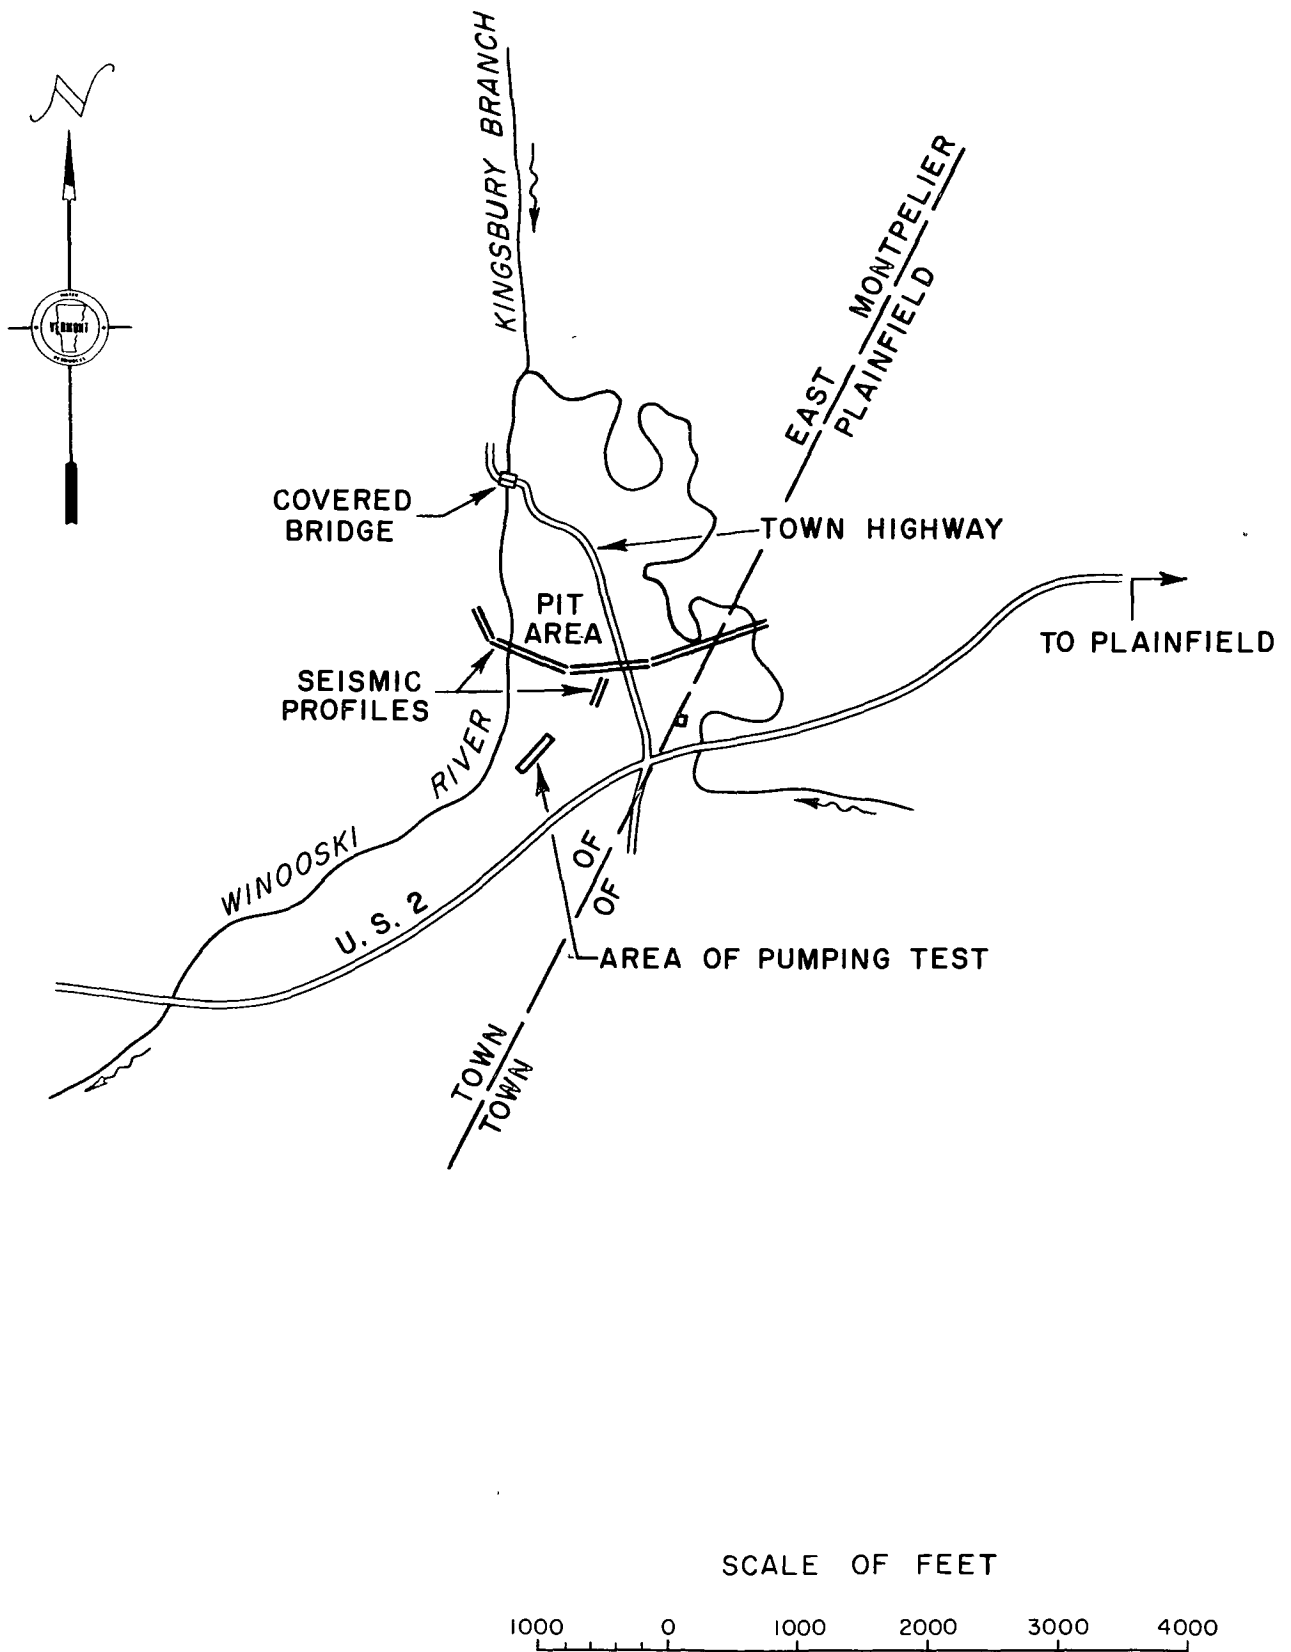 N
KINGSBURY BRANCH
VERMONT
EAST MONTPELIER
PLAINFIELD
COVERED
BRIDGE
TOWN HIGHWAY
PIT
AREA
TO PLAINFIELD
SEISMIC
PROFILES
WINOOSKI RIVER
U. S. 2
OF
OF
AREA OF PUMPING TEST
TOWN
TOWN
SCALE OF FEET
1000 0 1000 2000 3000 4000